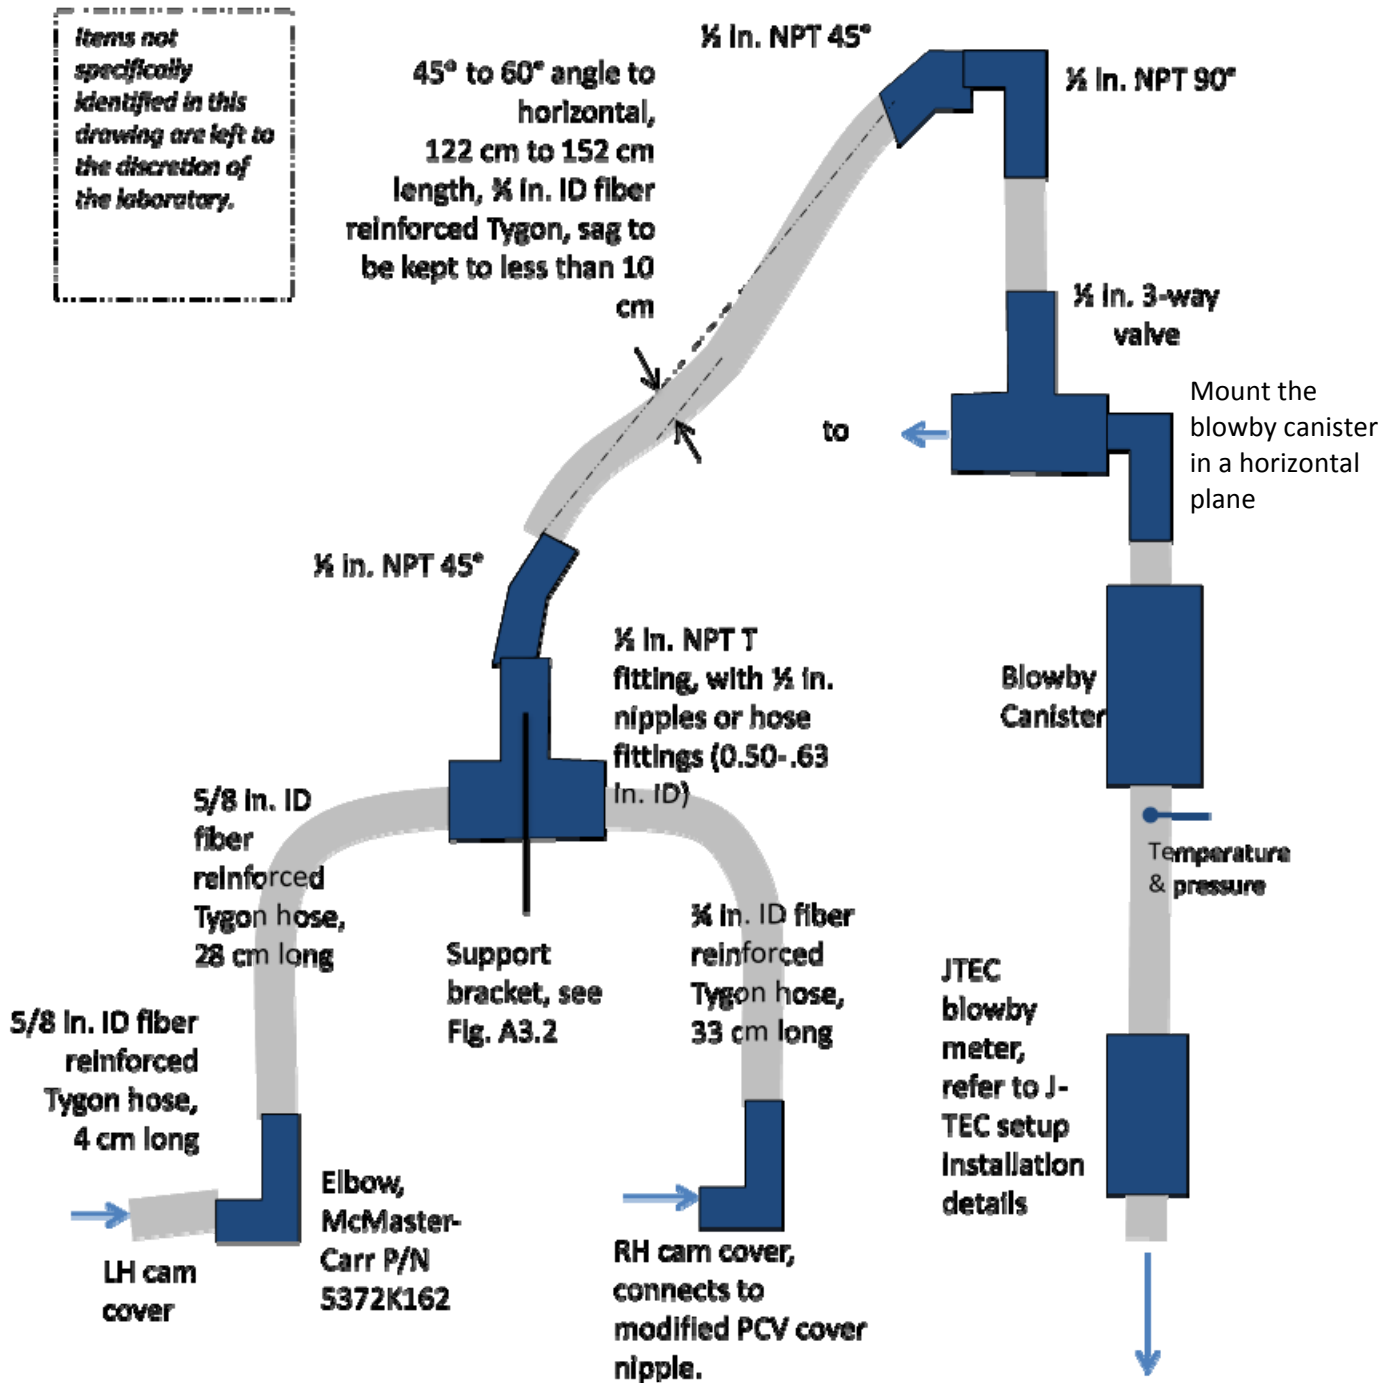 Items not
specifically
identified in this
drawing are left to
the discretion of
the laboratory.
45° to 60° angle to
horizontal,
122 cm to 152 cm
length, ¾ in. ID fiber
reinforced Tygon, sag to
be kept to less than 10
cm
½ in. NPT 45°
½ in. NPT 90°
½ in. 3-way
valve
to
Mount the
blowby canister
in a horizontal
plane
½ in. NPT 45°
½ in. NPT T
fitting, with ½ in.
nipples or hose
fittings (0.50-.63
in. ID)
Blowby
Canister
5/8 in. ID
fiber
reinforced
Tygon hose,
28 cm long
Temperature
& pressure
Support
bracket, see
Fig. A3.2
¾ in. ID fiber
reinforced
Tygon hose,
33 cm long
JTEC
blowby
meter,
refer to J-
TEC setup
installation
details
5/8 in. ID fiber
reinforced
Tygon hose,
4 cm long
Elbow,
McMaster-
Carr P/N
5372K162
LH cam
cover
RH cam cover,
connects to
modified PCV cover
nipple.